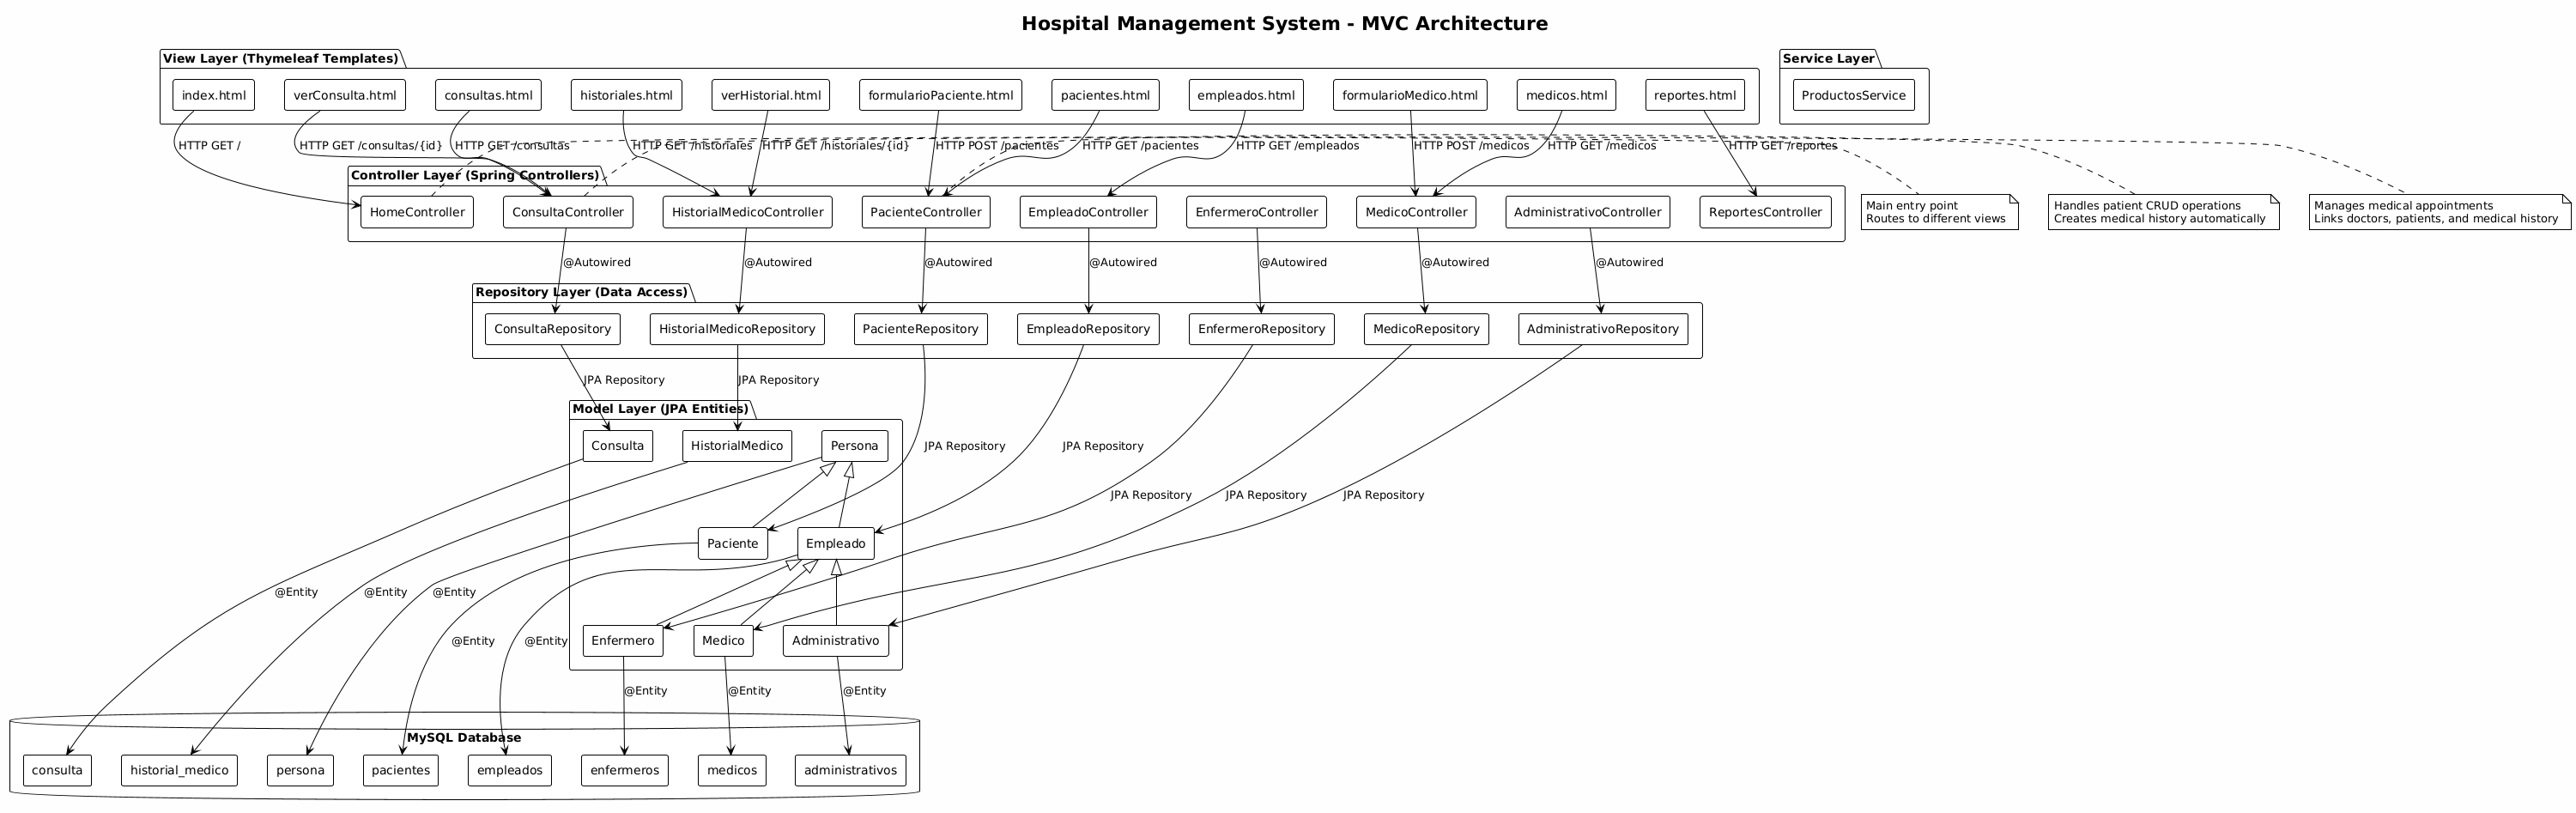 Hospital Management System - MVC Architecture
View Layer (Thymeleaf Templates)
Service Layer
index.html
verConsulta.html
consultas.html
historiales.html
verHistorial.html
formularioPaciente.html
pacientes.html
empleados.html
formularioMedico.html
medicos.html
reportes.html
ProductosService
HTTP GET /
HTTP GET /consultas/{id}
HTTP GET /consultas
HTTP GET /historiales
HTTP GET /historiales/{id}
HTTP POST /pacientes
HTTP GET /pacientes
HTTP GET /empleados
HTTP POST /medicos
HTTP GET /medicos
HTTP GET /reportes
Controller Layer (Spring Controllers)
HomeController
ConsultaController
HistorialMedicoController
PacienteController
EmpleadoController
EnfermeroController
MedicoController
AdministrativoController
ReportesController
Main entry point
Routes to different views
Handles patient CRUD operations
Creates medical history automatically
Manages medical appointments
Links doctors, patients, and medical history
@Autowired
@Autowired
@Autowired
@Autowired
@Autowired
@Autowired
@Autowired
Repository Layer (Data Access)
ConsultaRepository
HistorialMedicoRepository
PacienteRepository
EmpleadoRepository
EnfermeroRepository
MedicoRepository
AdministrativoRepository
JPA Repository
JPA Repository
Model Layer (JPA Entities)
Consulta
HistorialMedico
Persona
JPA Repository
JPA Repository
JPA Repository
JPA Repository
JPA Repository
Paciente
Empleado
@Entity
@Entity
@Entity
@Entity
@Entity
Enfermero
Medico
Administrativo
@Entity
@Entity
@Entity
MySQL Database
consulta
historial_medico
persona
pacientes
empleados
enfermeros
medicos
administrativos